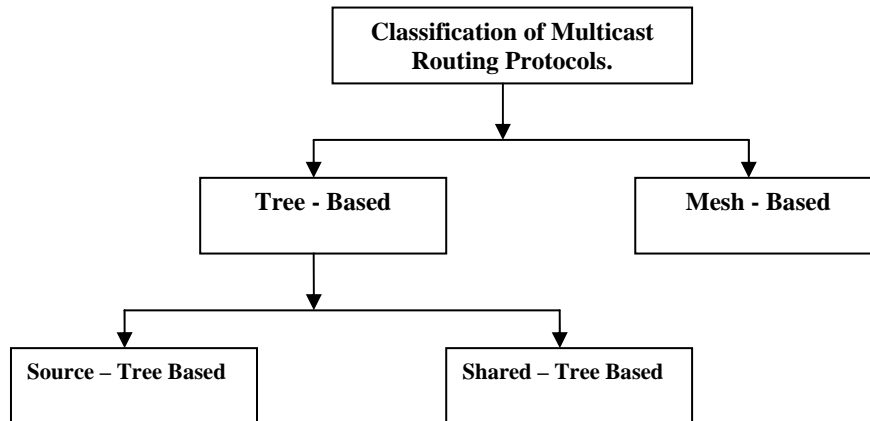 Classification of Multicast
Routing Protocols.
Tree - Based
Mesh - Based
Source – Tree Based
Shared – Tree Based